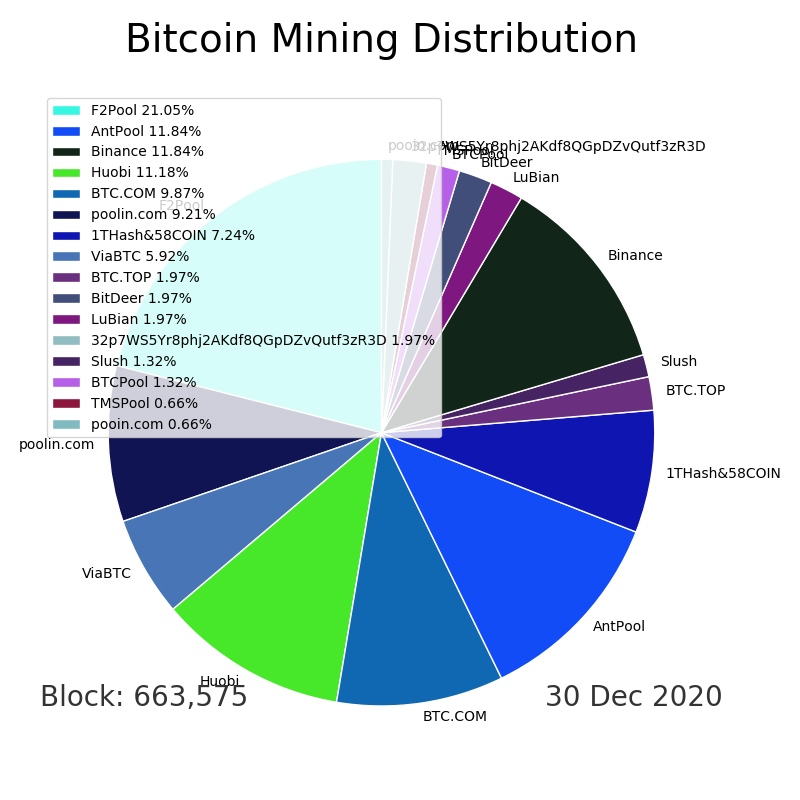 Bitcoin Mining Distribution
F2Pool 21.05%
AntPool 11.84%
Binance 11.84%
Huobi 11.18%
BTC.COM 9.87%
poolin.com 9.21%
1THash&58COIN 7.24%
ViaBTC 5.92%
BTC.TOP 1.97%
BitDeer 1.97%
LuBian 1.97%
32p7WS5Yr8phj2AKdf8QGpDZvQutf3zR3D 1.97%
Slush 1.32%
BTCPool 1.32%
TMSPool 0.66%
pooin.com 0.66%
32p7WS5Yr8phj2AKdf8QGpDZvQutf3zR3D
TMSPool
BTCPool
BitDeer
LuBian
F2Pool
Binance
Slush
BTC.TOP
poolin.com
1THash&58COIN
ViaBTC
AntPool
Huobi
BTC.COM
Block: 663,575
30 Dec 2020